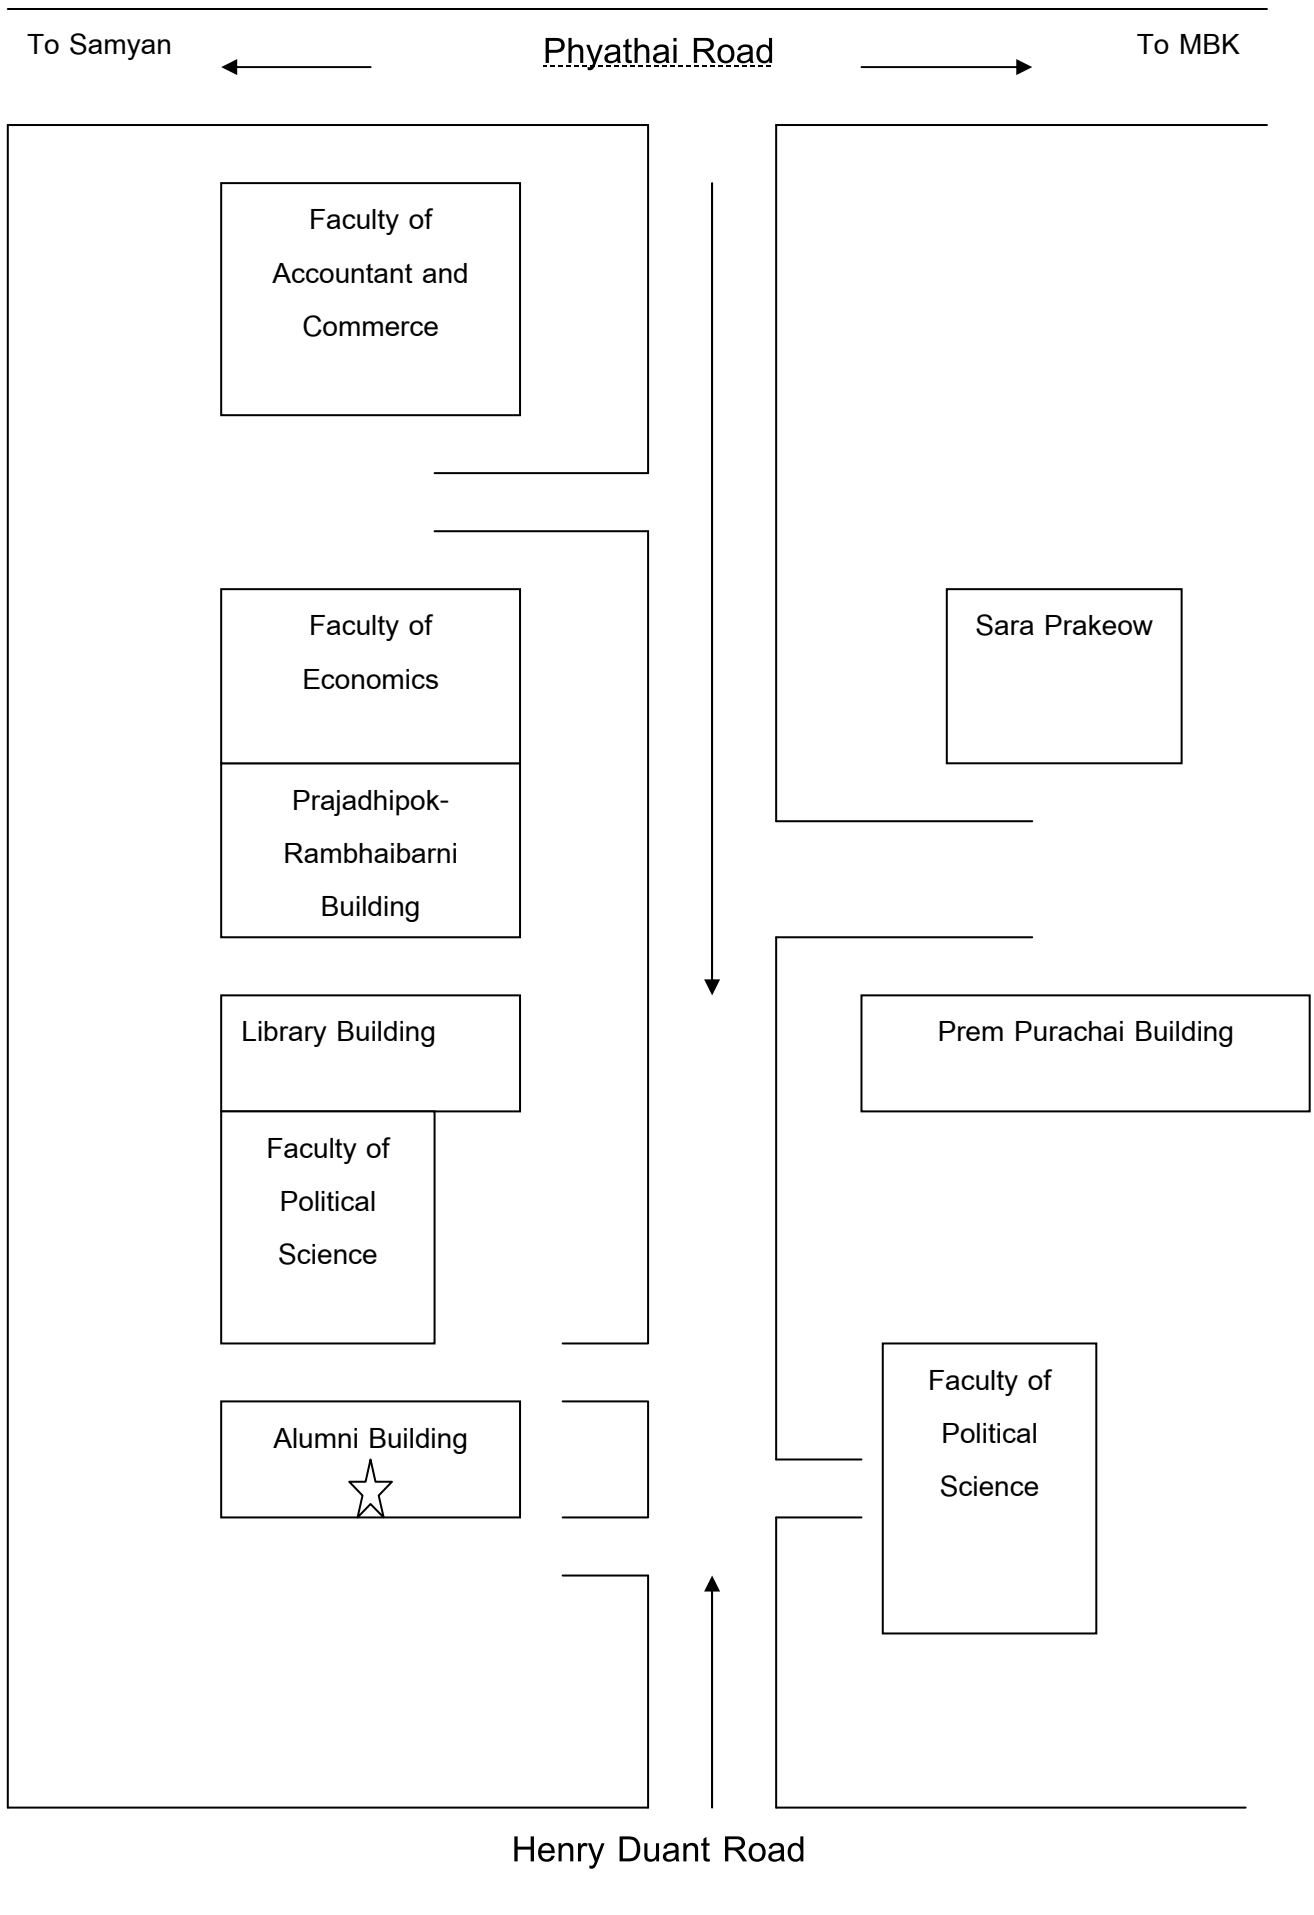 To Samyan
Phyathai Road
To MBK
Faculty of
Accountant and
Commerce
Faculty of
Economics
Sara Prakeow
Prajadhipok-
Rambhaibarni
Building
Library Building
Prem Purachai Building
Faculty of
Political
Science
Faculty of
Political
Science
Alumni Building
Henry Duant Road